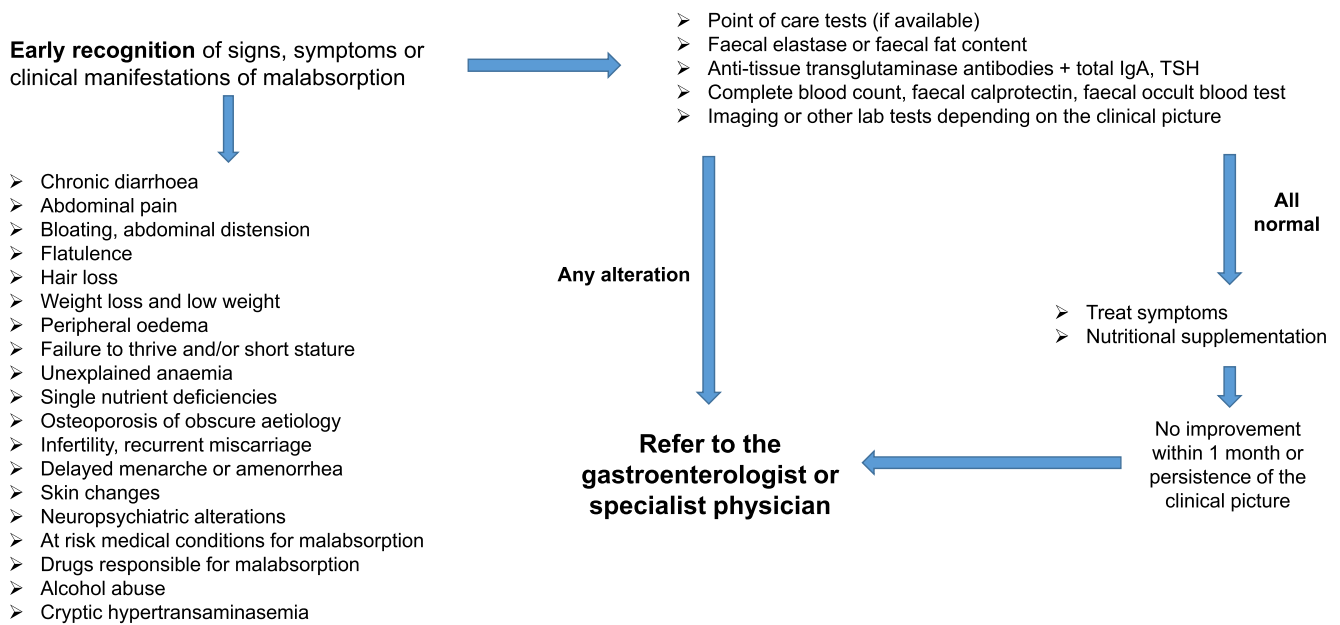 Early recognition of signs, symptoms or
clinical manifestations of malabsorption
➢ Chronic diarrhoea
➢ Abdominal pain
➢ Bloating, abdominal distension
➢ Flatulence
➢ Hair loss
➢ Weight loss and low weight
➢ Peripheral oedema
➢ Failure to thrive and/or short stature
➢ Unexplained anaemia
➢ Single nutrient deficiencies
➢ Osteoporosis of obscure aetiology
➢ Infertility, recurrent miscarriage
➢ Delayed menarche or amenorrhea
➢ Skin changes
➢ Neuropsychiatric alterations
➢ At risk medical conditions for malabsorption
➢ Drugs responsible for malabsorption
➢ Alcohol abuse
➢ Cryptic hypertransaminasemia
➢ Point of care tests (if available)
➢ Faecal elastase or faecal fat content
➢ Anti-tissue transglutaminase antibodies + total IgA, TSH
➢ Complete blood count, faecal calprotectin, faecal occult blood test
➢ Imaging or other lab tests depending on the clinical picture
Any alteration
All
normal
➢ Treat symptoms
➢ Nutritional supplementation
No improvement
within 1 month or
persistence of the
clinical picture
Refer to the
gastroenterologist or
specialist physician